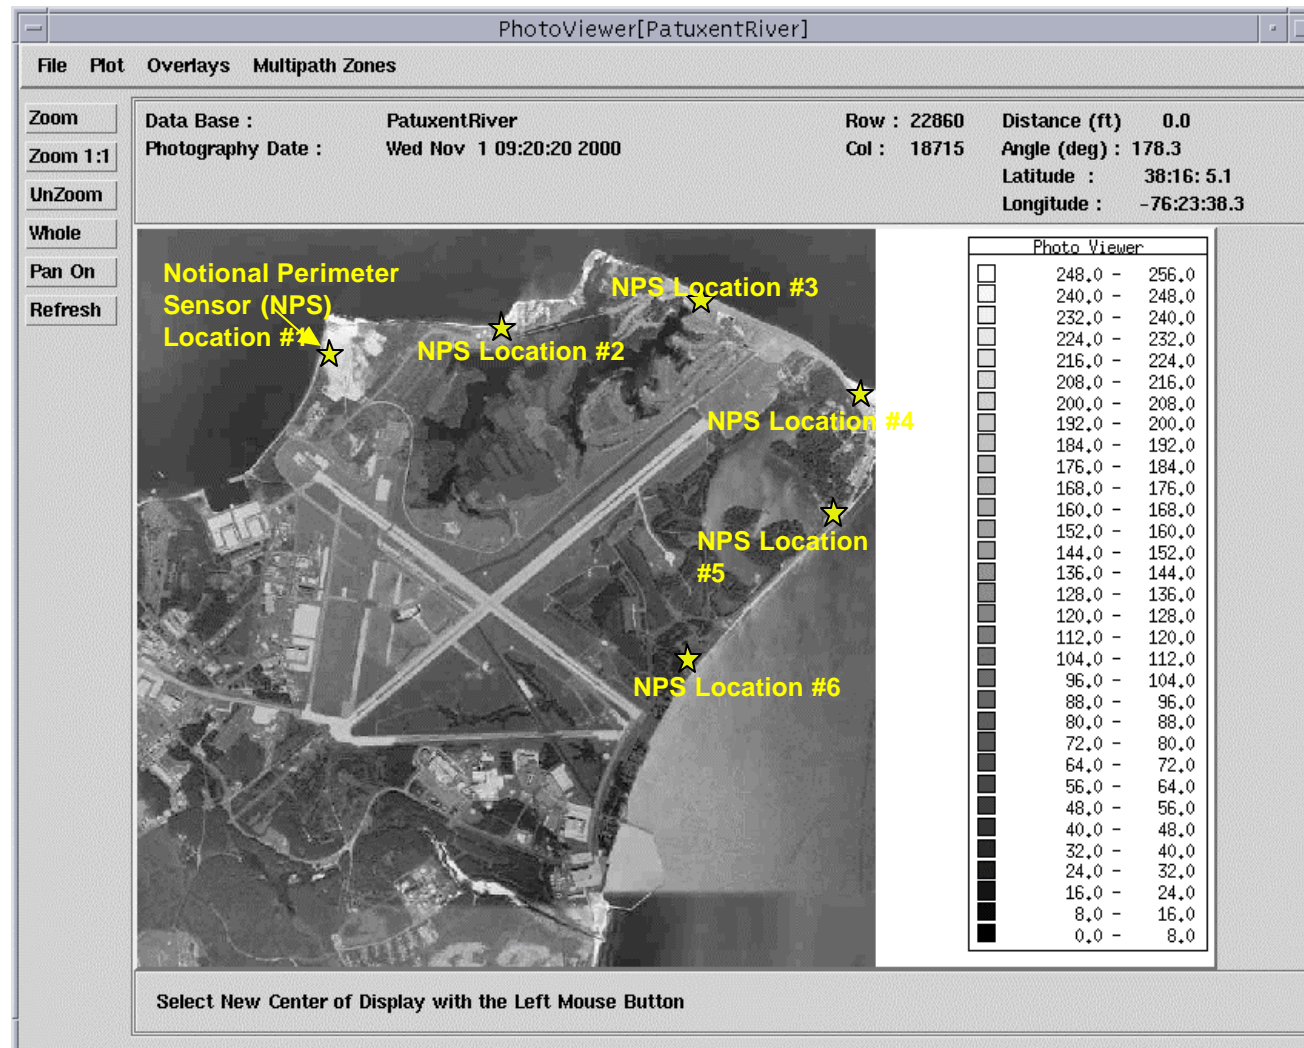 PhotoViewer[PatuxentRiver]
File Plot Overlays Multipath Zones
Zoom
Zoom 1:1
UnZoom
Whole
Pan On
Refresh
Data Base : PatuxentRiver
Photography Date : Wed Nov 1 09:20:20 2000
Row : 22860
Col : 18715
Distance (ft) 0.0
Angle (deg) : 178.3
Latitude : 38:16: 5.1
Longitude : -76:23:38.3
Notional Perimeter
Sensor (NPS)
Location #1
NPS Location #2
NPS Location #3
NPS Location #4
NPS Location
#5
NPS Location #6
Photo Viewer
248.0 - 256.0
240.0 - 248.0
232.0 - 240.0
224.0 - 232.0
216.0 - 224.0
208.0 - 216.0
200.0 - 208.0
192.0 - 200.0
184.0 - 192.0
176.0 - 184.0
168.0 - 176.0
160.0 - 168.0
152.0 - 160.0
144.0 - 152.0
136.0 - 144.0
128.0 - 136.0
120.0 - 128.0
112.0 - 120.0
104.0 - 112.0
96.0 - 104.0
88.0 - 96.0
80.0 - 88.0
72.0 - 80.0
64.0 - 72.0
56.0 - 64.0
48.0 - 56.0
40.0 - 48.0
32.0 - 40.0
24.0 - 32.0
16.0 - 24.0
8.0 - 16.0
0.0 - 8.0
Select New Center of Display with the Left Mouse Button